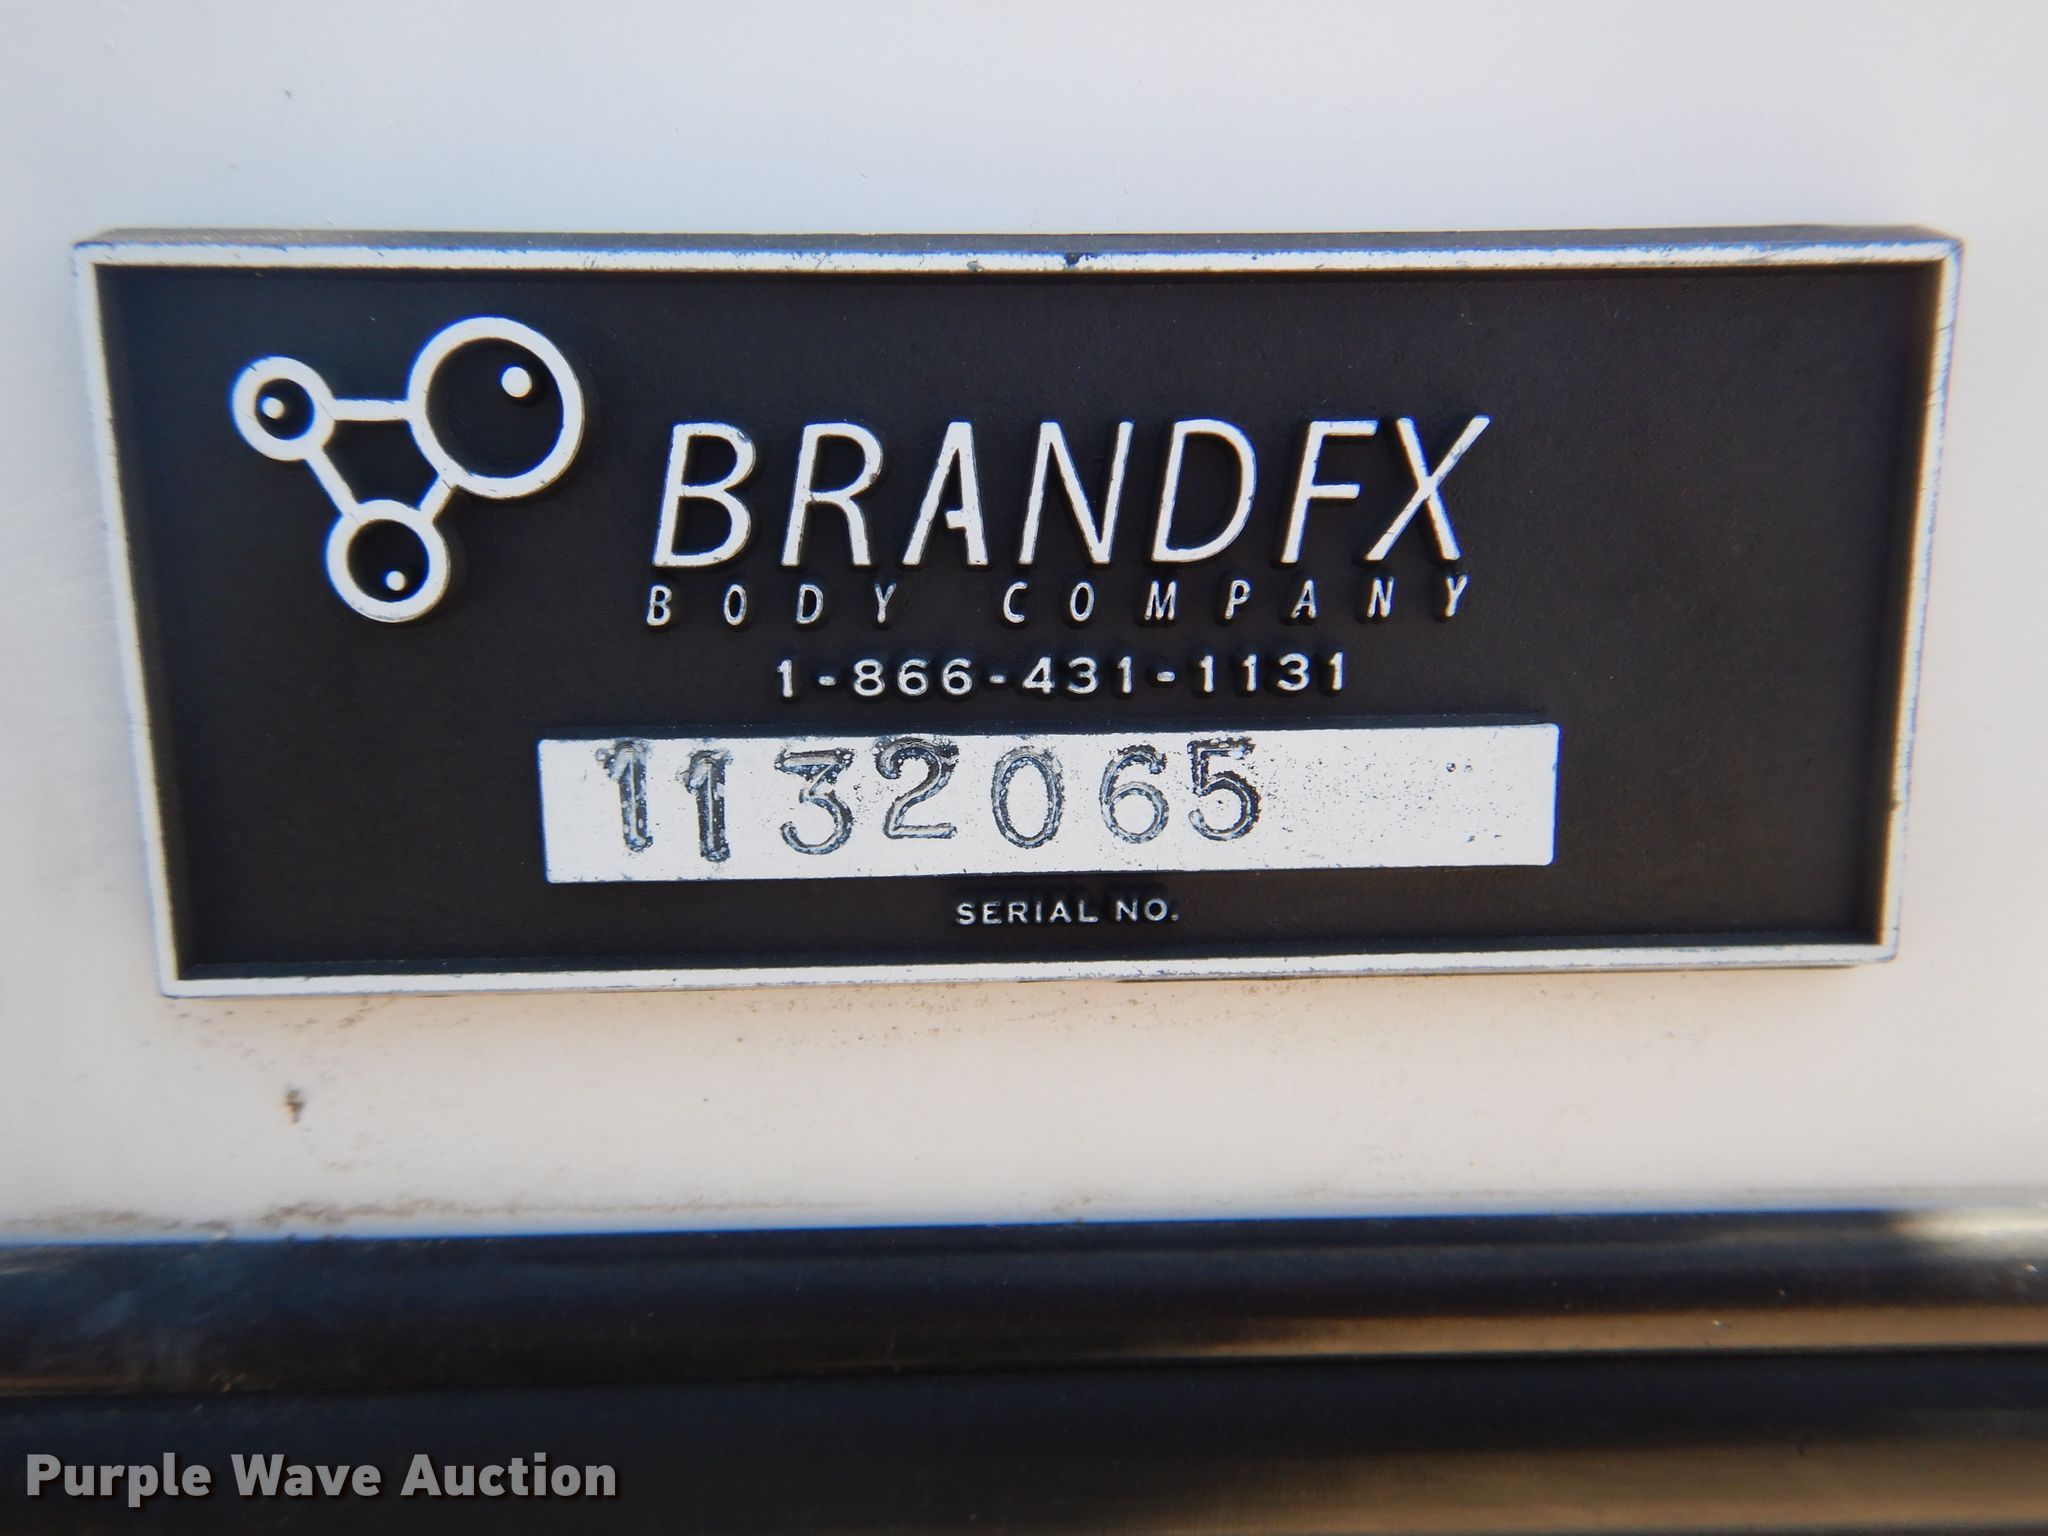 BRANDFX
BODY COMPANY
1-866-431-1131
1132065
SERIAL NO.
Purple Wave Auction